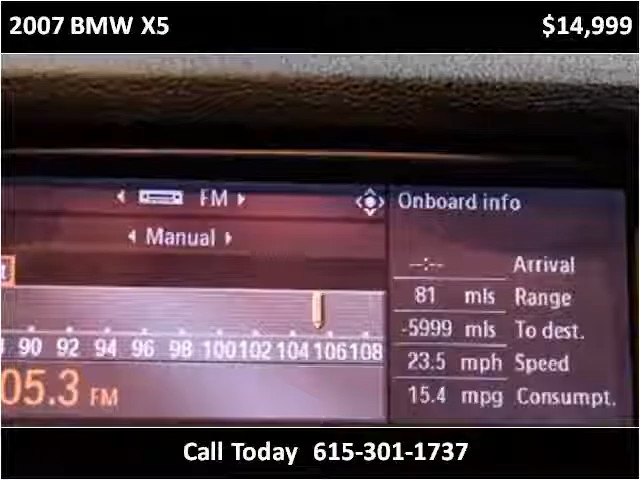 2007 BMW X5 $14,999
FM Onboard info
Manual
--:-- Arrival
81 mls Range
-5999 mls To dest.
90 92 94 96 98 100 102 104 106 108
23.5 mph Speed
05.3 FM
15.4 mpg Consumpt.
Call Today 615-301-1737